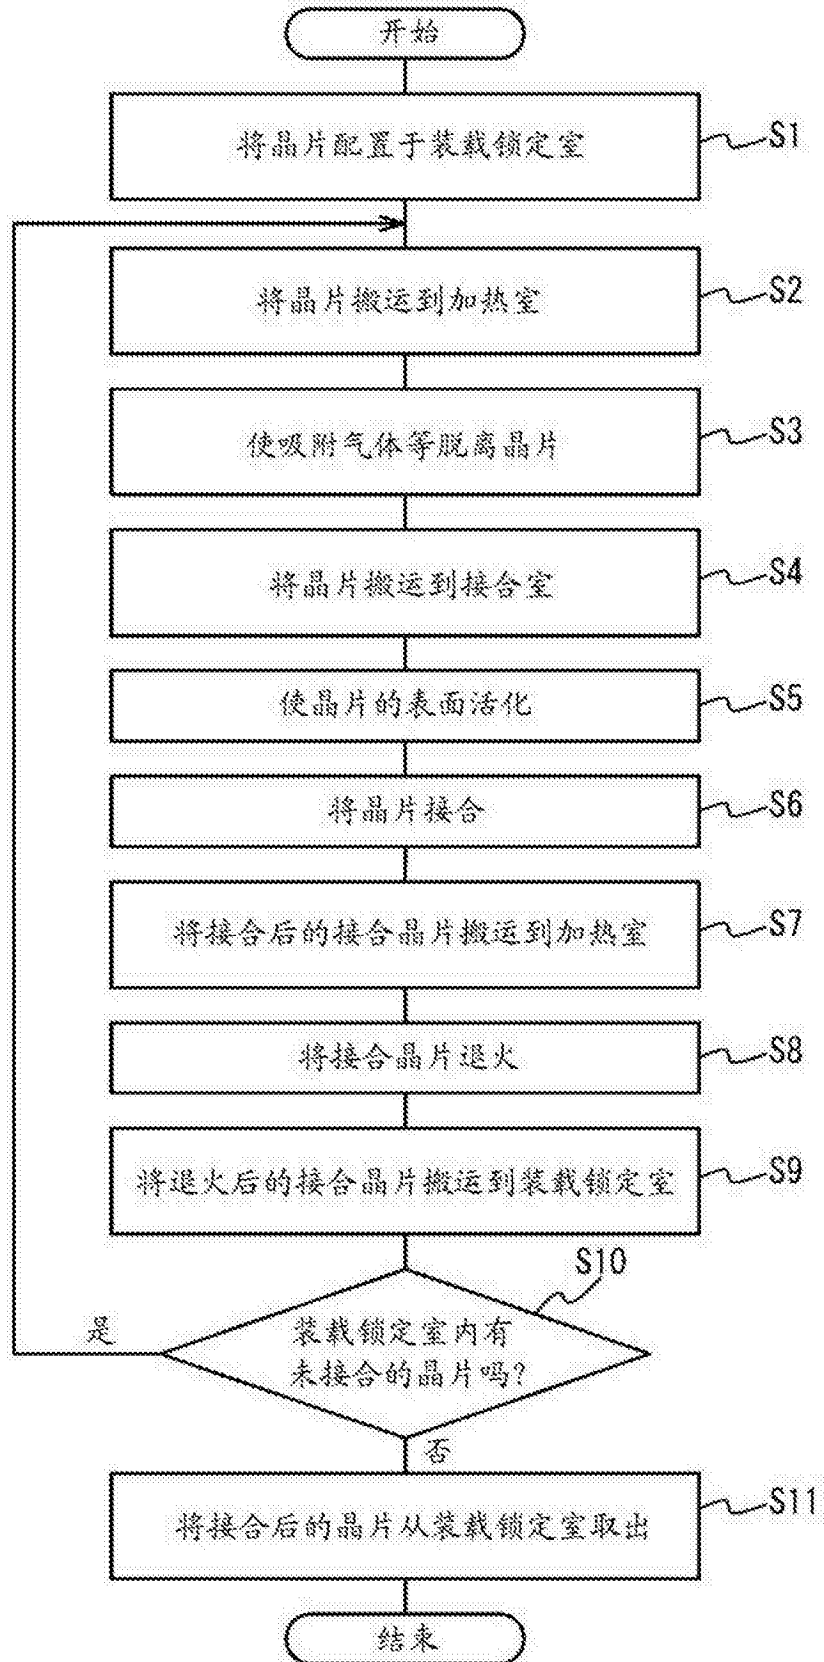 开始
将晶片配置于装载锁定室
S1
将晶片搬运到加热室
S2
使吸附气体等脱离晶片
S3
将晶片搬运到接合室
S4
使晶片的表面活化
S5
将晶片接合
S6
将接合后的接合晶片搬运到加热室
S7
将接合晶片退火
S8
将退火后的接合晶片搬运到装载锁定室
S9
S10
装载锁定室内有
未接合的晶片吗?
是
否
将接合后的晶片从装载锁定室取出
S11
结束